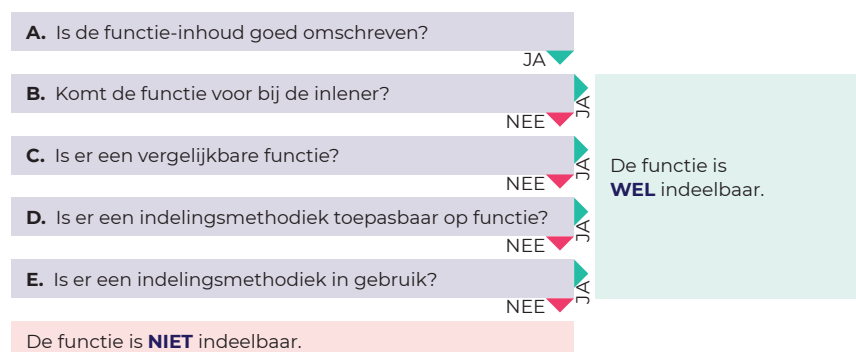 A. Is de functie-inhoud goed omschreven?
JA
B. Komt de functie voor bij de inlener?
JA
NEE
C. Is er een vergelijkbare functie?
JA
NEE
D. Is er een indelingsmethodiek toepasbaar op functie?
JA
NEE
E. Is er een indelingsmethodiek in gebruik?
JA
NEE
De functie is
WEL indeelbaar.
De functie is NIET indeelbaar.